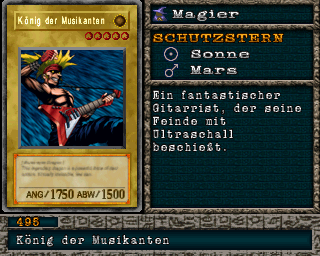 König der Musikanten
ANG/ 1750 ABW/ 1500
Magier
SCHUTZSTERN
Sonne
Mars
Ein fantastischer
Gitarrist, der seine
Feinde mit
Ultraschall
beschießt.
495
König der Musikanten